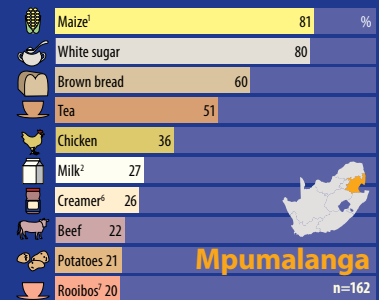 Maize¹ 81 %
White sugar 80
Brown bread 60
Tea 51
Chicken 36
Milk² 27
Creamer⁶ 26
Beef 22
Potatoes 21
Rooibos⁷ 20
Mpumalanga
n=162